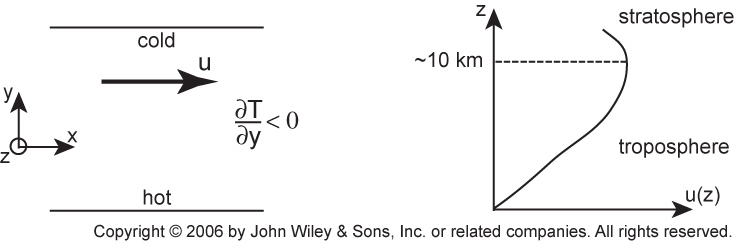 cold
u
y
∂T/∂y < 0
x
z
hot
z
stratosphere
~10 km
troposphere
u(z)
Copyright © 2006 by John Wiley & Sons, Inc. or related companies. All rights reserved.